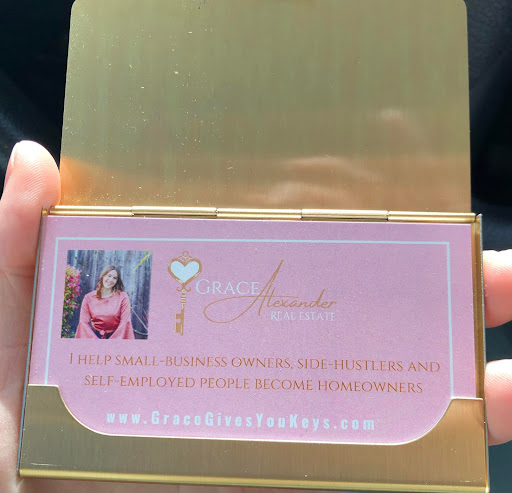 Grace Alexander
REAL ESTATE
I HELP SMALL-BUSINESS OWNERS, SIDE-HUSTLERS AND
SELF-EMPLOYED PEOPLE BECOME HOMEOWNERS
www.GraceGivesYouKeys.com